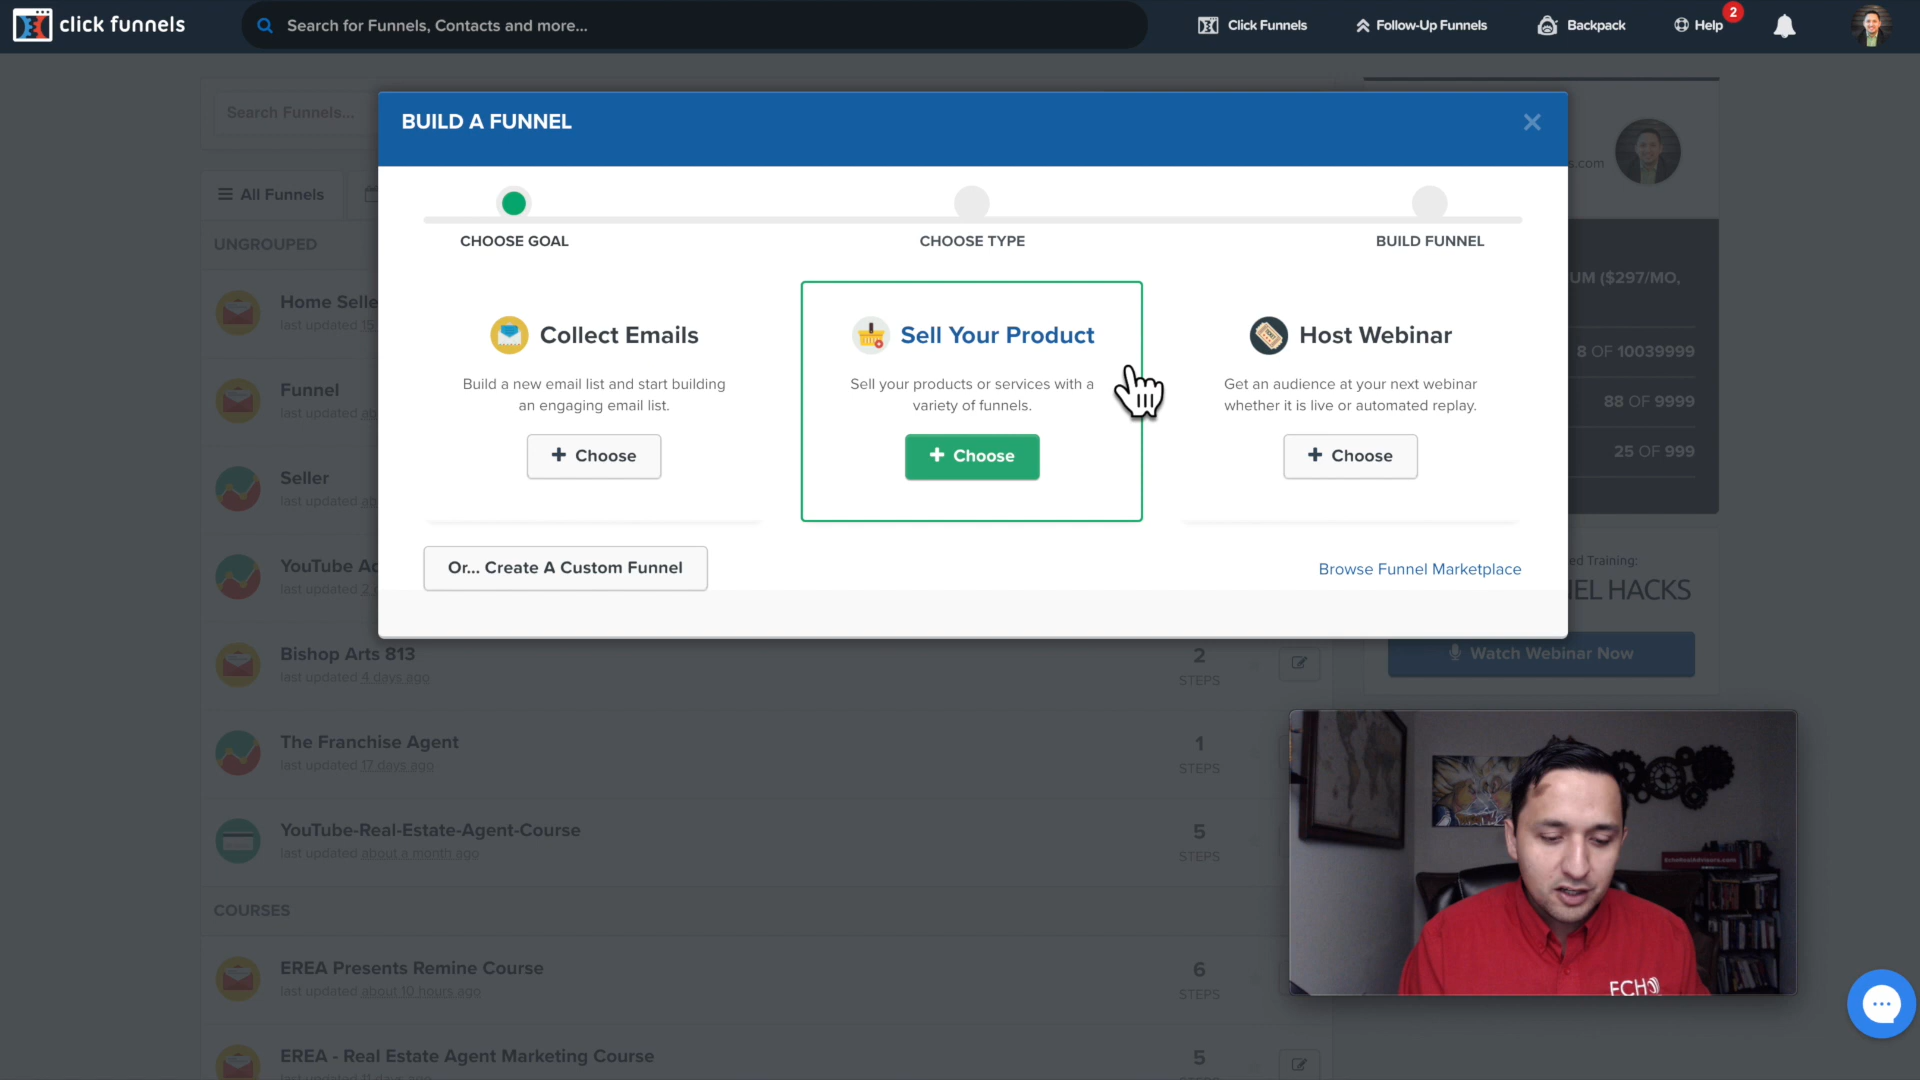 click funnels
Search for Funnels, Contacts and more...
Click Funnels
Follow-Up Funnels
Backpack
Help
2
Search Funnels...
BUILD A FUNNEL
s.com
All Funnels
CHOOSE GOAL
CHOOSE TYPE
BUILD FUNNEL
UNGROUPED
UM ($297/MO,
Home Selle
last updated 15
Collect Emails
Build a new email list and start building
an engaging email list.
+ Choose
Sell Your Product
Sell your products or services with a
variety of funnels.
+ Choose
Host Webinar
Get an audience at your next webinar
whether it is live or automated replay.
+ Choose
8 OF 10039999
88 OF 9999
25 OF 999
Funnel
last updated ab
Seller
last updated ab
YouTube Ad
last updated 2
Or... Create A Custom Funnel
Browse Funnel Marketplace
ed Training:
NEL HACKS
Watch Webinar Now
Bishop Arts 813
last updated 4 days ago
2
STEPS
The Franchise Agent
last updated 17 days ago
1
STEPS
YouTube-Real-Estate-Agent-Course
last updated about a month ago
5
STEPS
COURSES
EREA Presents Remine Course
last updated about 10 hours ago
6
STEPS
EREA - Real Estate Agent Marketing Course
last updated 11 days ago
5
STEPS
ECHO